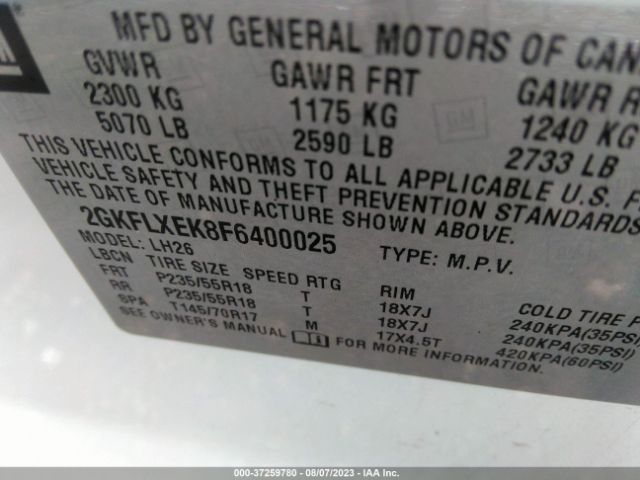 GM
MFD BY GENERAL MOTORS OF CAN
GVWR GAWR FRT GAWR R
2300 KG 1175 KG 1240 KG
5070 LB 2590 LB 2733 LB
THIS VEHICLE CONFORMS TO ALL APPLICABLE U.S. F
VEHICLE SAFETY AND THEFT PREVENTION STANDARDS
THE DATE OF MANUFACTURE SHOWN ABOVE.
2GKFLXEK8F6400025 TYPE: M.P.V.
MODEL: LH26
LBCN TIRE SIZE SPEED RTG RIM COLD TIRE P
FRT P235/55R18 T 18X7J 240KPA(35PSI)
RR P235/55R18 T 18X7J 240KPA(35PSI)
SPA T145/70R17 M 17X4.5T 420KPA(60PSI)
SEE OWNER'S MANUAL FOR MORE INFORMATION.
000-37259780 - 08/07/2023 - IAA Inc.